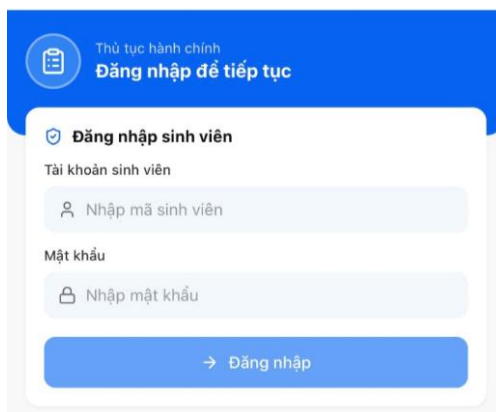 Thủ tục hành chính
Đăng nhập để tiếp tục
Đăng nhập sinh viên
Tài khoản sinh viên
Nhập mã sinh viên
Mật khẩu
Nhập mật khẩu
Đăng nhập